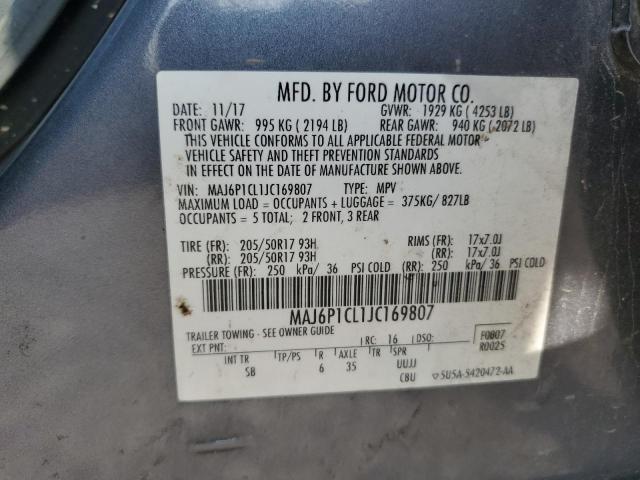 MFD. BY FORD MOTOR CO.
DATE: 11/17 GVWR: 1929 KG ( 4253 LB)
FRONT GAWR: 995 KG ( 2194 LB) REAR GAWR: 940 KG ( 2072 LB)
THIS VEHICLE CONFORMS TO ALL APPLICABLE FEDERAL MOTOR
VEHICLE SAFETY AND THEFT PREVENTION STANDARDS
IN EFFECT ON THE DATE OF MANUFACTURE SHOWN ABOVE.
VIN: MAJ6P1CL1JC169807 TYPE: MPV
MAXIMUM LOAD = OCCUPANTS + LUGGAGE = 375KG/ 827LB
OCCUPANTS = 5 TOTAL; 2 FRONT, 3 REAR
TIRE (FR): 205/50R17 93H RIMS (FR): 17x7.0J
(RR): 205/50R17 93H (RR): 17x7.0J
PRESSURE (FR): 250 kPa/ 36 PSI COLD (RR): 250 kPa/ 36 PSI COLD
MAJ6P1CL1JC169807
TRAILER TOWING - SEE OWNER GUIDE
EXT PNT: RC: 16 DSO: F0807
R0025
INT TR TP/PS R AXLE TR SPR
SB 6 35 UUJJ
CBU 5U5A-5420472-AA